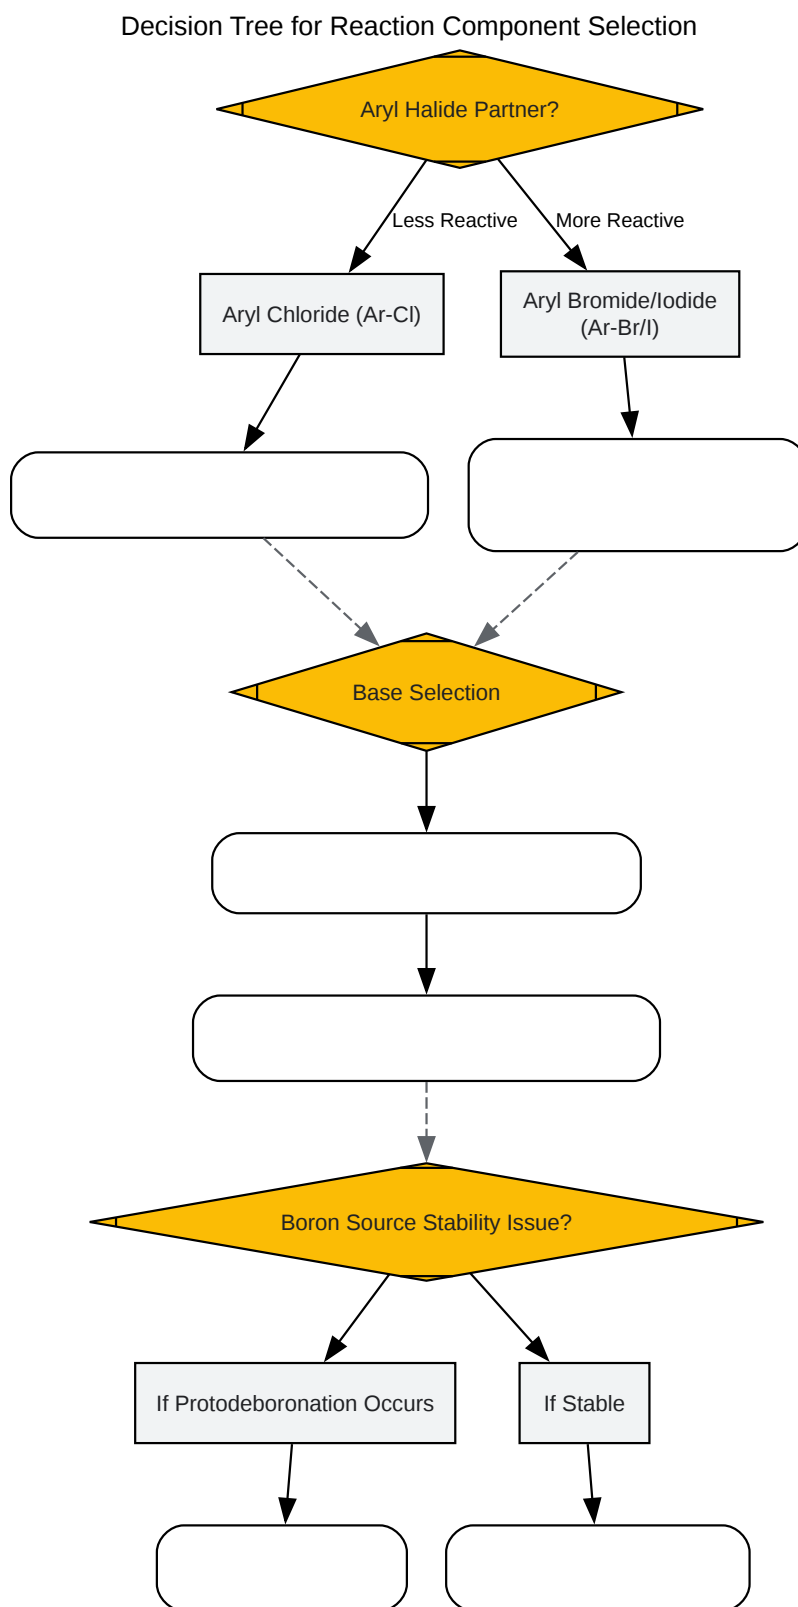 Decision Tree for Reaction Component Selection
Aryl Halide Partner?
Less Reactive
More Reactive
Aryl Chloride (Ar-Cl)
Aryl Bromide/Iodide
(Ar-Br/I)
Base Selection
Boron Source Stability Issue?
If Protodeboronation Occurs
If Stable